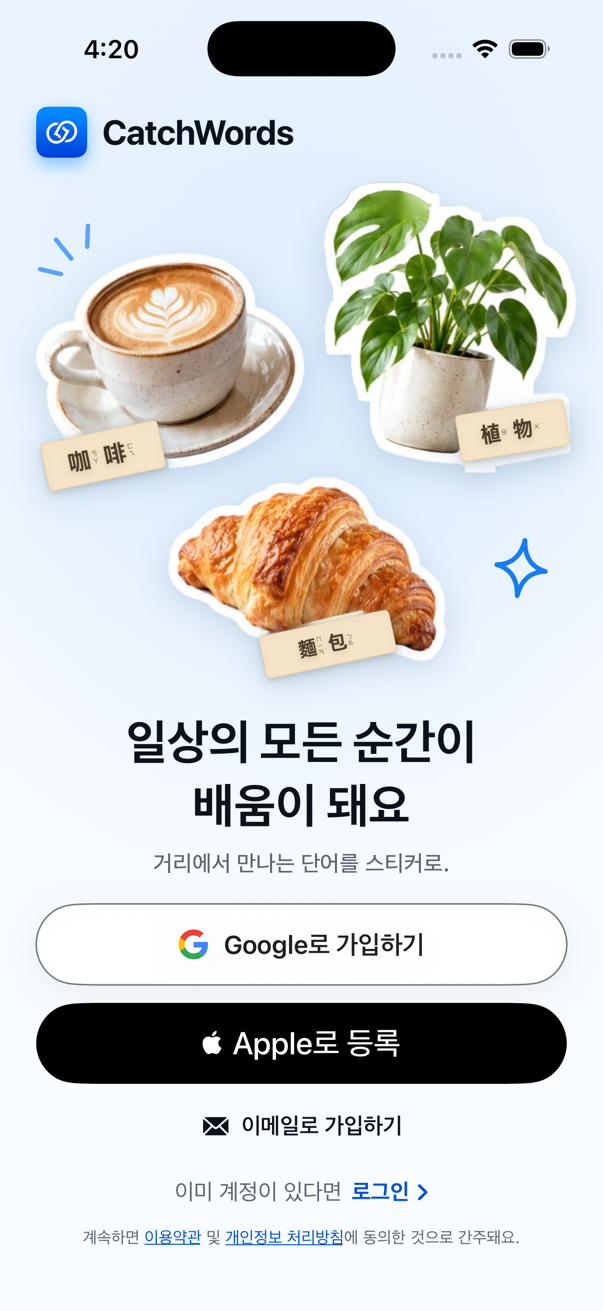 4:20
CatchWords
咖啡
植物
麵包
일상의 모든 순간이
배움이 돼요
거리에서 만나는 단어를 스티커로.
Google로 가입하기
Apple로 등록
이메일로 가입하기
이미 계정이 있다면 로그인
계속하면 이용약관 및 개인정보 처리방침에 동의한 것으로 간주돼요.